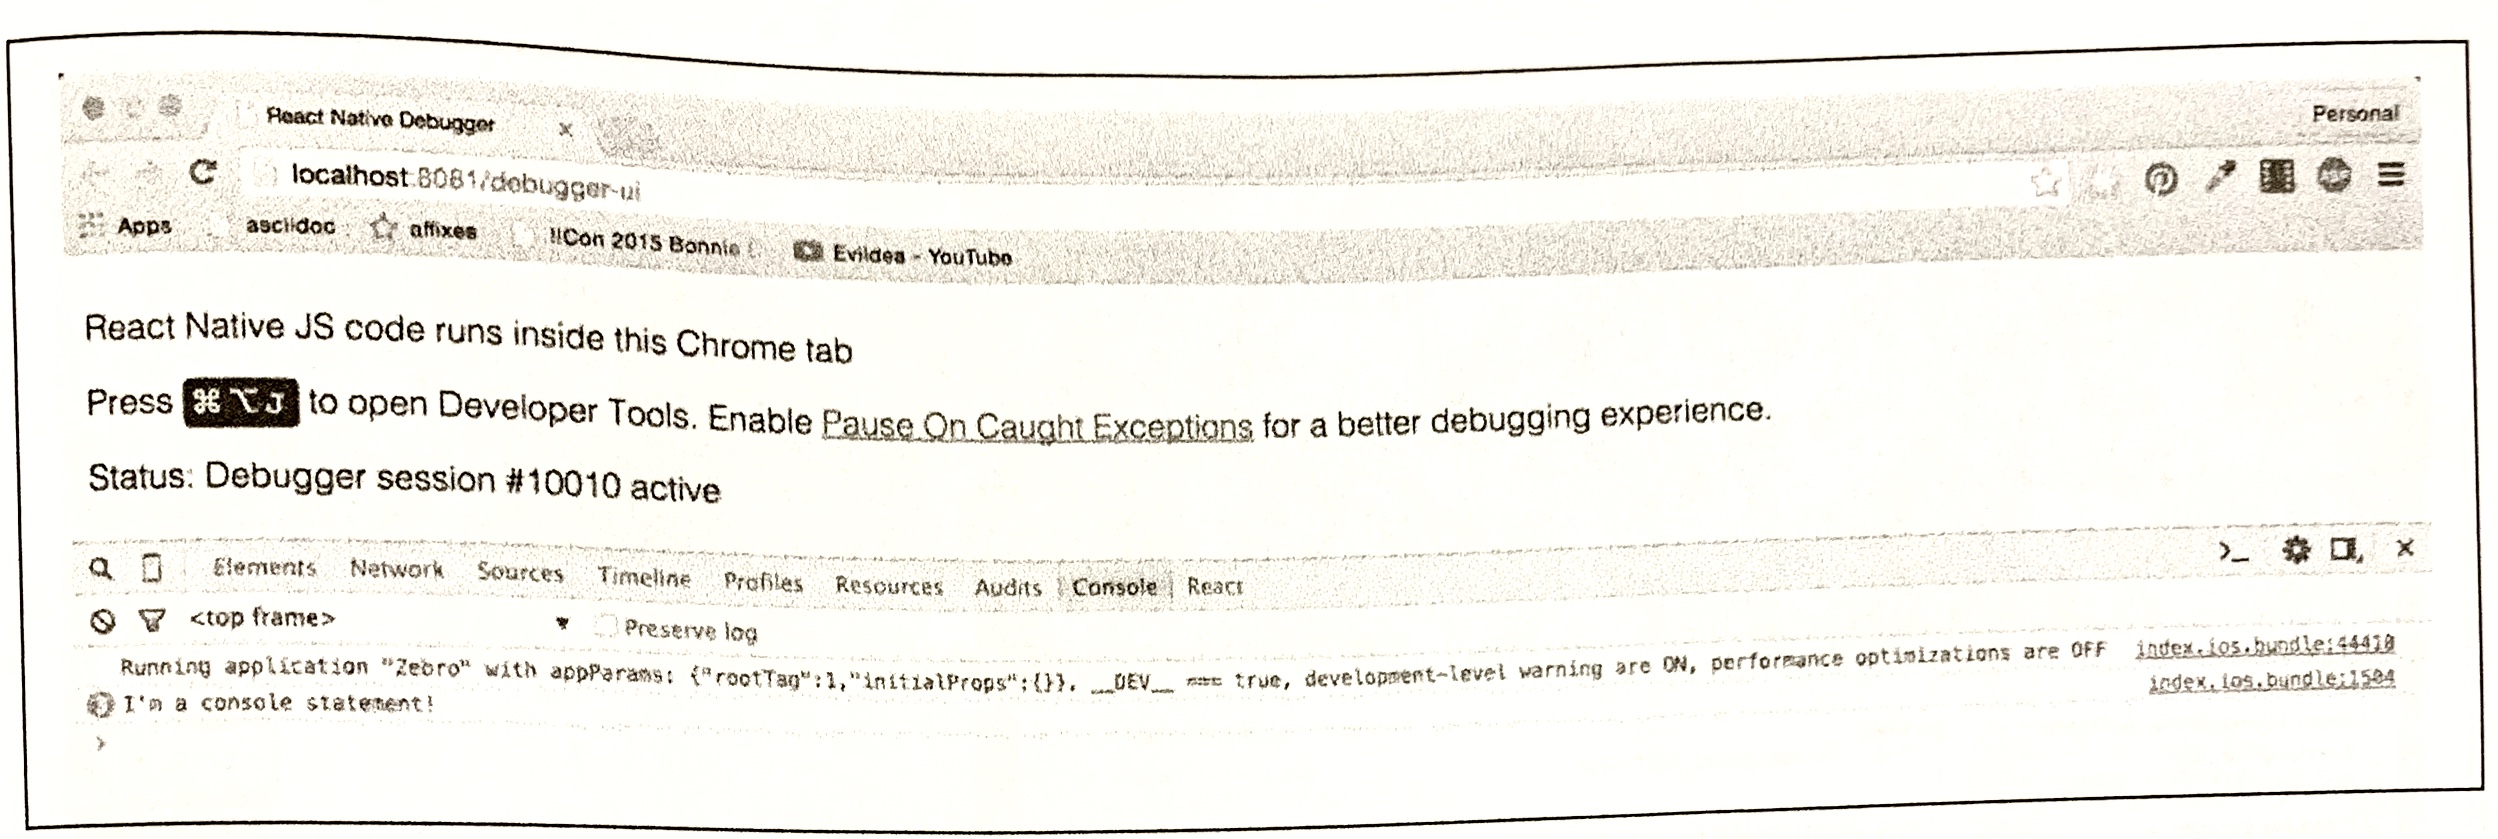 React Native Debugger x
Personal
localhost:8081/debugger-ui
Apps asciidoc affixes !!Con 2015 Bonnie Evildea - YouTube
React Native JS code runs inside this Chrome tab
Press ⌘⌥J to open Developer Tools. Enable Pause On Caught Exceptions for a better debugging experience.
Status: Debugger session #10010 active
Elements Network Sources Timeline Profiles Resources Audits Console React
<top frame> Preserve log
Running application "Zebro" with appParams: {"rootTag":1,"initialProps":{}}. __DEV__ === true, development-level warning are ON, performance optimizations are OFF index.ios.bundle:44410
I'm a console statement! index.ios.bundle:1504
>